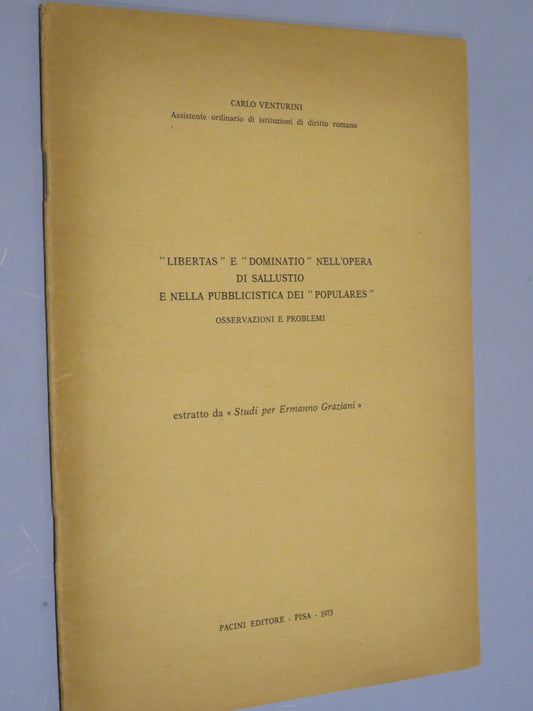 CARLO VENTURINI
Assistente ordinario di istituzioni di diritto romano
"LIBERTAS" E "DOMINATIO" NELL'OPERA
DI SALLUSTIO
E NELLA PUBBLICISTICA DEI "POPULARES"
OSSERVAZIONI E PROBLEMI
estratto da « Studi per Ermanno Graziani »
PACINI EDITORE - PISA - 1973